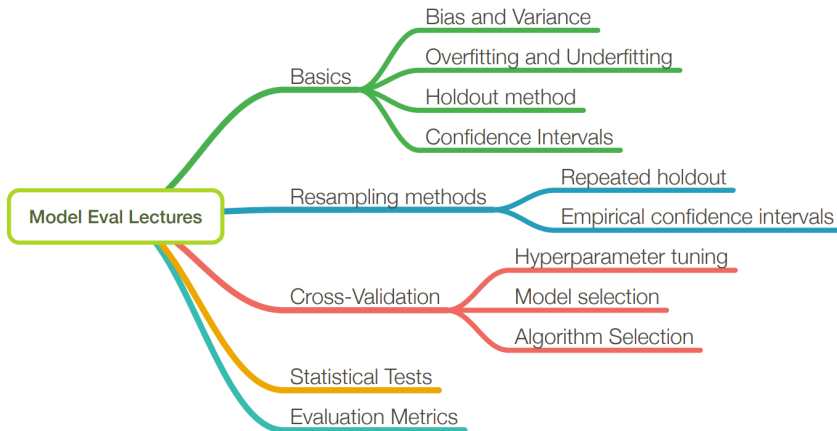 Model Eval Lectures
Basics
Bias and Variance
Overfitting and Underfitting
Holdout method
Confidence Intervals
Resampling methods
Repeated holdout
Empirical confidence intervals
Cross-Validation
Hyperparameter tuning
Model selection
Algorithm Selection
Statistical Tests
Evaluation Metrics